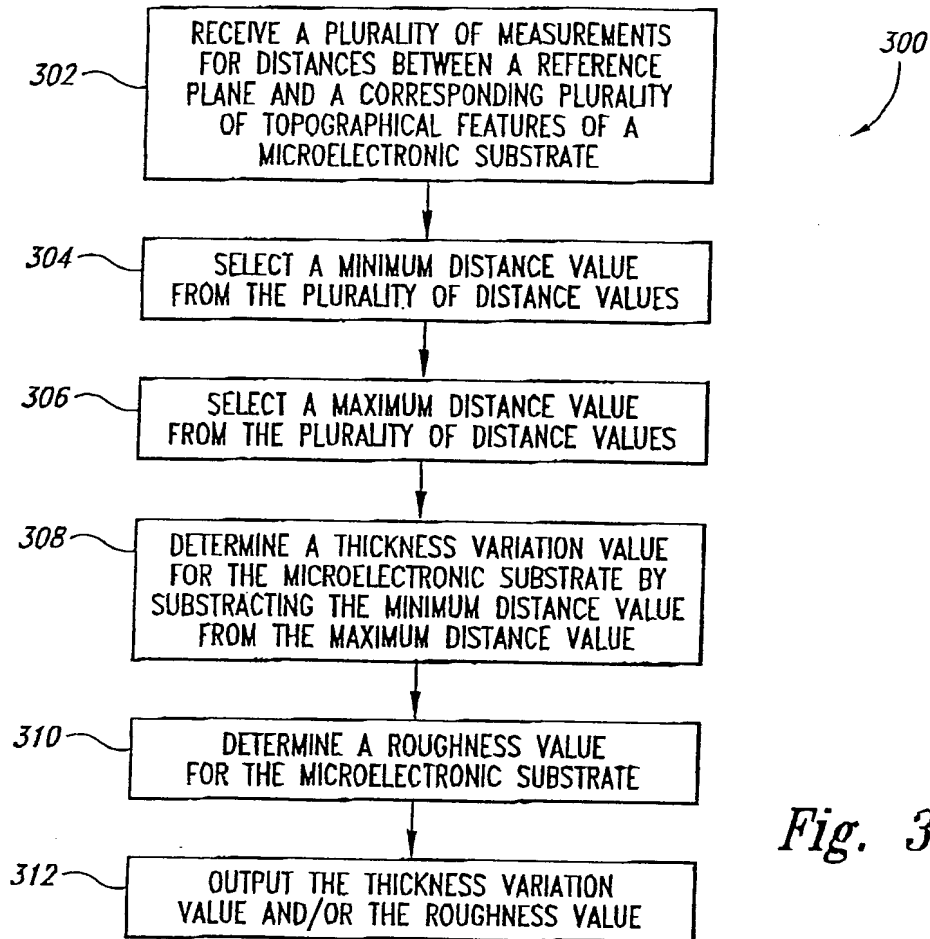 300
302
RECEIVE A PLURALITY OF MEASUREMENTS
FOR DISTANCES BETWEEN A REFERENCE
PLANE AND A CORRESPONDING PLURALITY
OF TOPOGRAPHICAL FEATURES OF A
MICROELECTRONIC SUBSTRATE
304
SELECT A MINIMUM DISTANCE VALUE
FROM THE PLURALITY OF DISTANCE VALUES
306
SELECT A MAXIMUM DISTANCE VALUE
FROM THE PLURALITY OF DISTANCE VALUES
308
DETERMINE A THICKNESS VARIATION VALUE
FOR THE MICROELECTRONIC SUBSTRATE BY
SUBSTRACTING THE MINIMUM DISTANCE VALUE
FROM THE MAXIMUM DISTANCE VALUE
310
DETERMINE A ROUGHNESS VALUE
FOR THE MICROELECTRONIC SUBSTRATE
312
OUTPUT THE THICKNESS VARIATION
VALUE AND/OR THE ROUGHNESS VALUE
Fig. 3